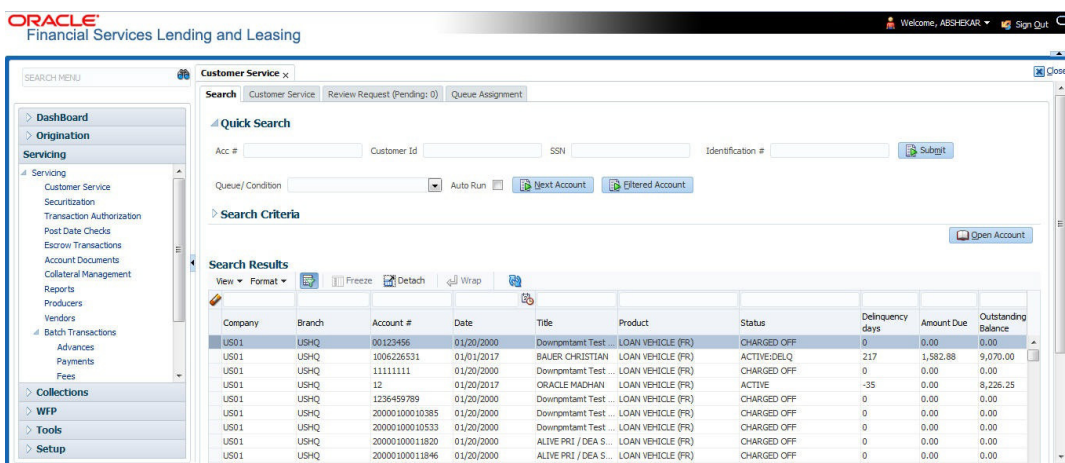 ORACLE
Financial Services Lending and Leasing
Welcome, ABSHEKAR
Sign Out
SEARCH MENU
Customer Service x
Close
Search Customer Service Review Request (Pending: 0) Queue Assignment
DashBoard
Origination
Servicing
Servicing
Customer Service
Securitization
Transaction Authorization
Post Date Checks
Escrow Transactions
Account Documents
Collateral Management
Reports
Producers
Vendors
Batch Transactions
Advances
Payments
Fees
Collections
WFP
Tools
Setup
Quick Search
Acc # Customer Id SSN Identification # Submit
Queue/ Condition Auto Run Next Account Filtered Account
Search Criteria
Open Account
Search Results
View Format Freeze Detach Wrap
Company Branch Account # Date Title Product Status Delinquency days Amount Due Outstanding Balance
US01 USHQ 00123456 01/20/2000 Downpmtamt Test ... LOAN VEHICLE (FR) CHARGED OFF 0 0.00 0.00
US01 USHQ 1006226531 01/01/2017 BAUER CHRISTIAN LOAN VEHICLE (FR) ACTIVE:DELQ 217 1,582.88 9,070.00
US01 USHQ 11111111 01/20/2000 Downpmtamt Test ... LOAN VEHICLE (FR) CHARGED OFF 0 0.00 0.00
US01 USHQ 12 01/20/2017 ORACLE MADHAN LOAN VEHICLE (FR) ACTIVE -35 0.00 8,226.25
US01 USHQ 1236459789 01/20/2000 Downpmtamt Test ... LOAN VEHICLE (FR) CHARGED OFF 0 0.00 0.00
US01 USHQ 20000100010385 01/20/2000 Downpmtamt Test ... LOAN VEHICLE (FR) CHARGED OFF 0 0.00 0.00
US01 USHQ 20000100010533 01/20/2000 Downpmtamt Test ... LOAN VEHICLE (FR) CHARGED OFF 0 0.00 0.00
US01 USHQ 20000100011820 01/20/2000 ALIVE PRI / DEA S... LOAN VEHICLE (FR) CHARGED OFF 0 0.00 0.00
US01 USHQ 20000100011846 01/20/2000 ALIVE PRI / DEA S... LOAN VEHICLE (FR) CHARGED OFF 0 0.00 0.00